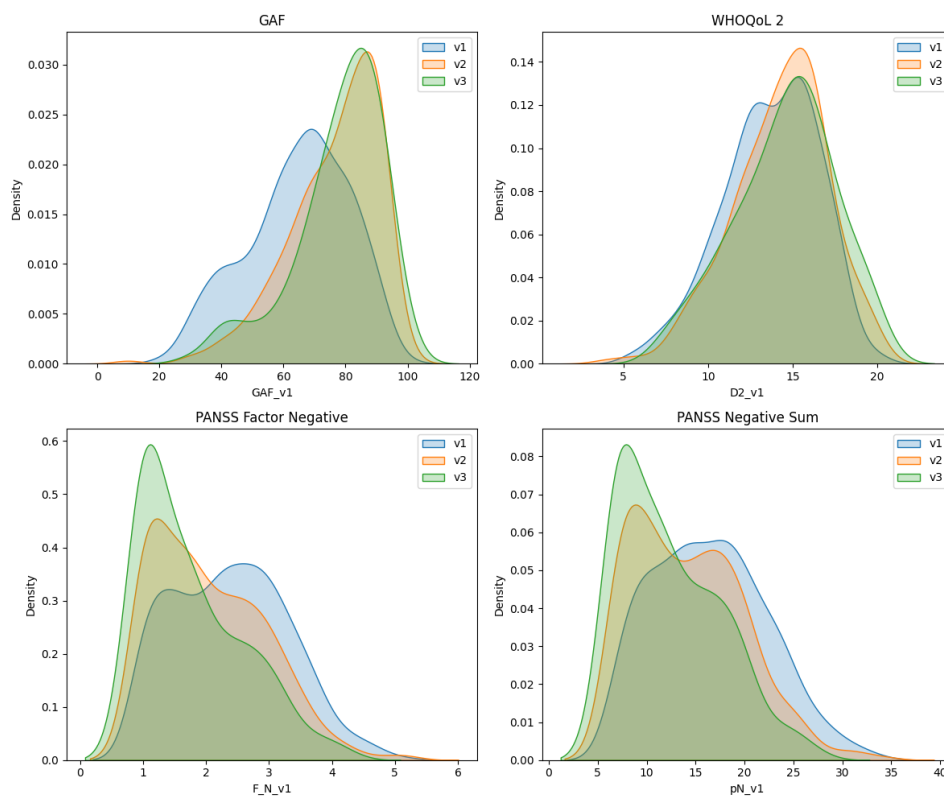 GAF
v1
v2
v3
Density
0.030
0.025
0.020
0.015
0.010
0.005
0.000
0 20 40 60 80 100 120
GAF_v1
WHOQoL 2
v1
v2
v3
Density
0.14
0.12
0.10
0.08
0.06
0.04
0.02
0.00
5 10 15 20
D2_v1
PANSS Factor Negative
v1
v2
v3
Density
0.6
0.5
0.4
0.3
0.2
0.1
0.0
0 1 2 3 4 5 6
F_N_v1
PANSS Negative Sum
v1
v2
v3
Density
0.08
0.07
0.06
0.05
0.04
0.03
0.02
0.01
0.00
0 5 10 15 20 25 30 35 40
pN_v1